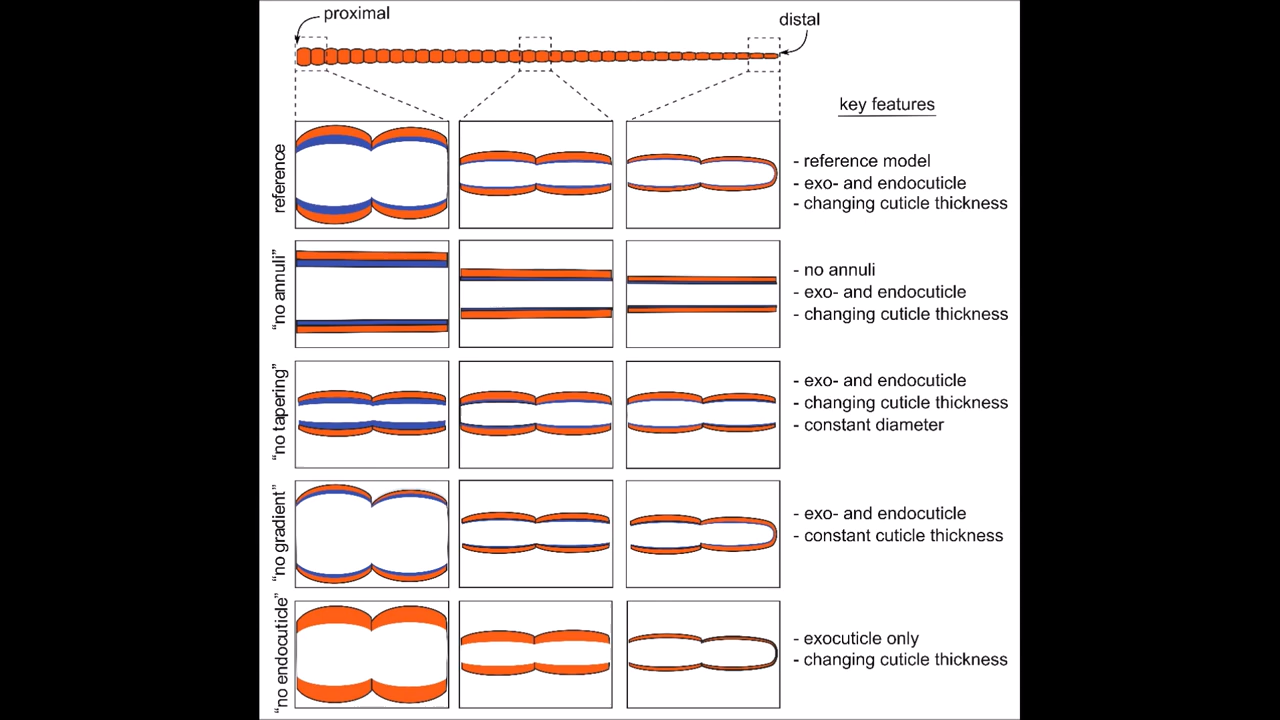 proximal
distal
key features
reference
- reference model
- exo- and endocuticle
- changing cuticle thickness
“no annuli”
- no annuli
- exo- and endocuticle
- changing cuticle thickness
“no tapering”
- exo- and endocuticle
- changing cuticle thickness
- constant diameter
“no gradient”
- exo- and endocuticle
- constant cuticle thickness
“no endocuticle”
- exocuticle only
- changing cuticle thickness